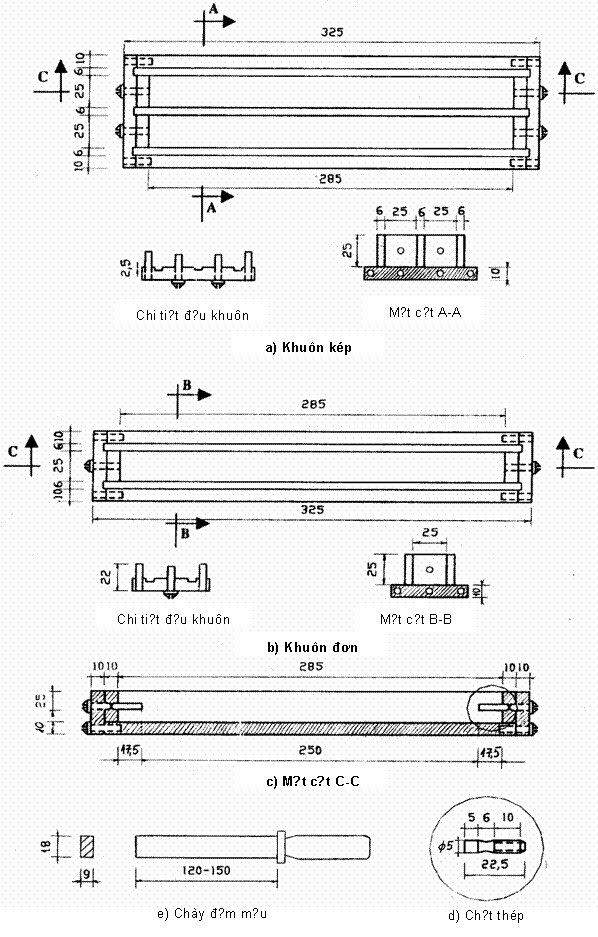 A
325
C
C
10
6
25
6
25
6
10
285
A
2,5
6 25 6 25 6
25
10
Chi ti?t đ?u khuôn
M?t c?t A-A
a) Khuôn kép
B
285
C
C
10
6
25
6
10
325
B
22
25
25
10
Chi ti?t đ?u khuôn
M?t c?t B-B
b) Khuôn đơn
10 10 285 10 10
25
10
17,5 250 17,5
c) M?t c?t C-C
18
9
120-150
5 6 10
ϕ5
22,5
e) Chày đ?m m?u
d) Ch?t thép